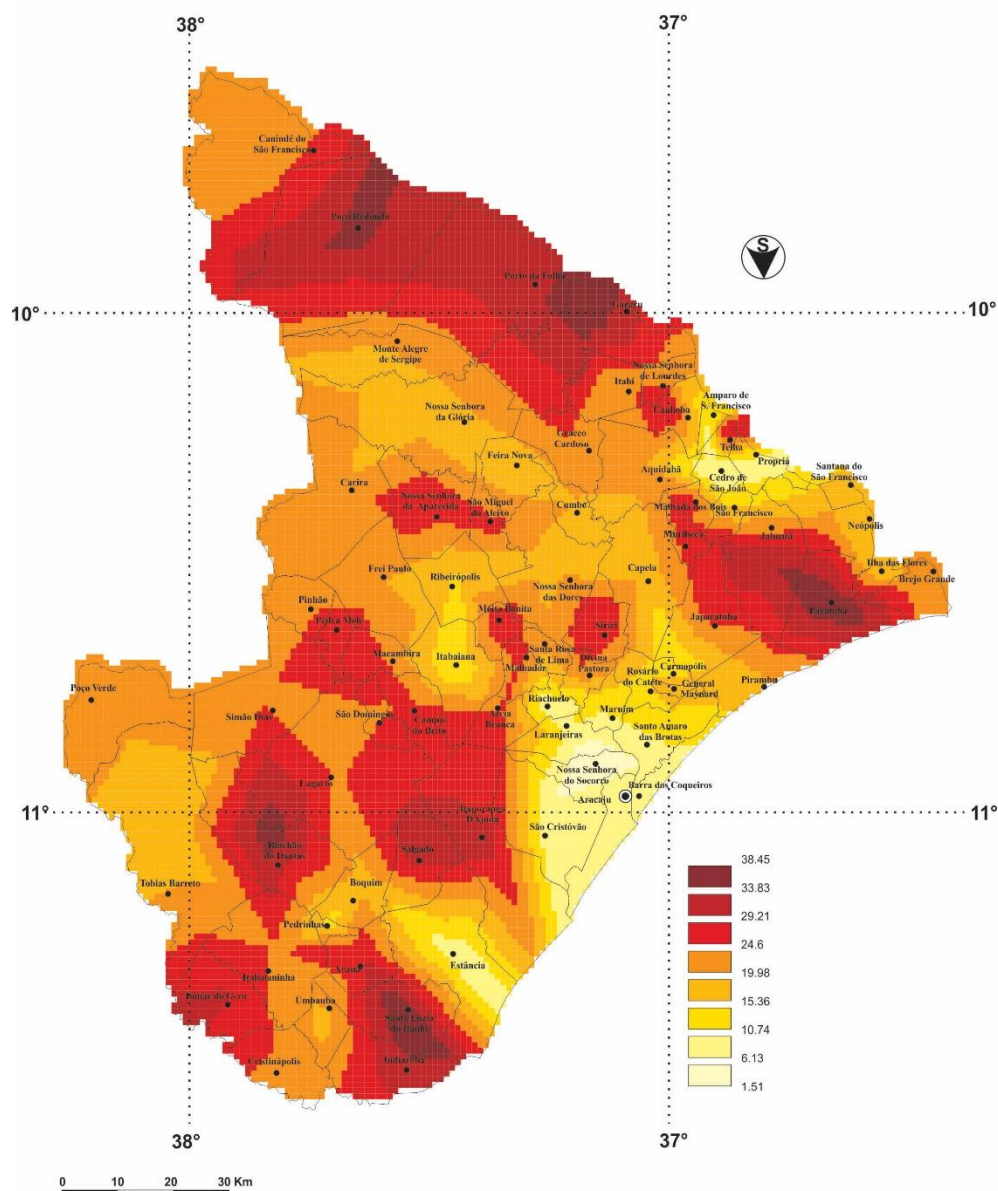 38°
37°
Canindé do
São Francisco
Poço Redondo
S
Porto da Folha
Gararu
10°
10°
Monte Alegre
de Sergipe
Nossa Senhora
de Lourdes
Itabi
Amparo de
S. Francisco
Canhoba
Nossa Senhora
da Glória
Gracco
Cardoso
Telha
Propriá
Feira Nova
Aquidabã
Cedro de
São João
Santana do
São Francisco
Carira
Nossa Senhora
da Aparecida
São Miguel
do Aleixo
Cumbe
Malhada dos Bois
São Francisco
Neópolis
Japoatã
Muribeca
Frei Paulo
Ribeirópolis
Nossa Senhora
das Dores
Capela
Ilha das Flores
Brejo Grande
Pinhão
Pedra Mole
Moita Bonita
Siriri
Japaratuba
Pacatuba
Macambira
Itabaiana
Malhador
Santa Rosa
de Lima
Divina
Pastora
Rosário
do Catete
Carmopólis
General
Maynard
Pirambu
Poço Verde
Simão Dias
São Domingos
Campo
do Brito
Areia
Branca
Riachuelo
Maruim
Laranjeiras
Santo Amaro
das Brotas
Nossa Senhora
do Socorro
Lagarto
Aracaju
Barra dos Coqueiros
11°
11°
Itaporanga
D'Ajuda
São Cristóvão
Riachão
do Dantas
Salgado
38.45
33.83
29.21
24.6
19.98
15.36
10.74
6.13
1.51
Tobias Barreto
Boquim
Pedrinhas
Estância
Itabaianinha
Arauá
Tomar do Geru
Umbauba
Santa Luzia
do Itanhi
Cristinápolis
Indiaroba
38°
37°
0 10 20 30 Km